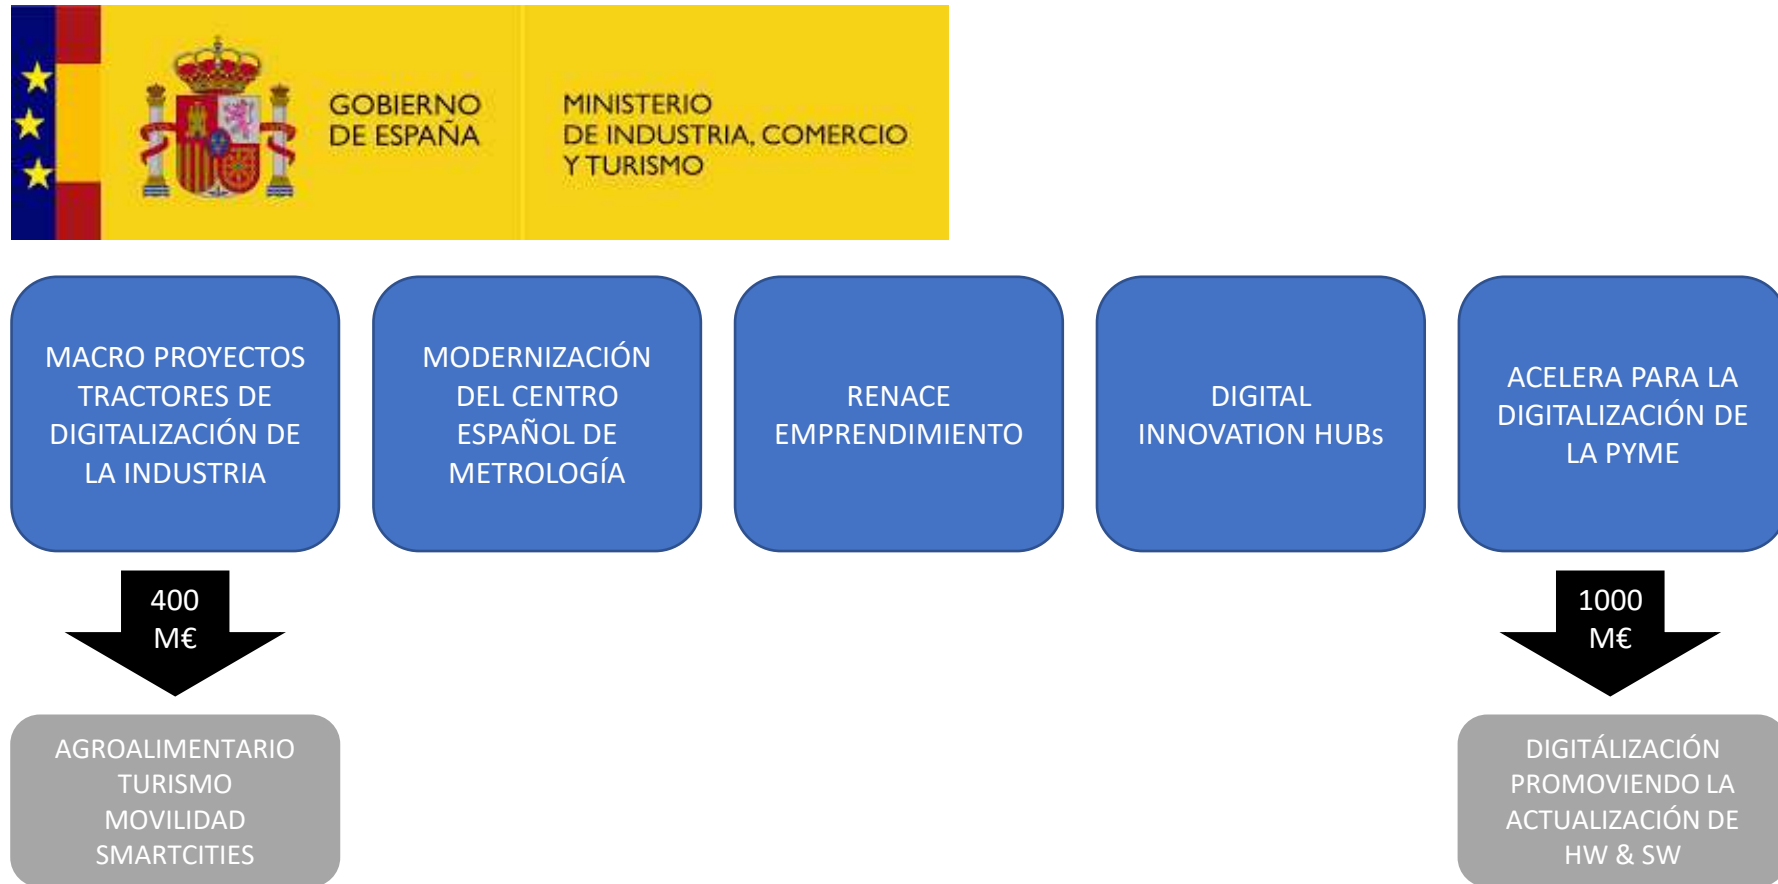 GOBIERNO
DE ESPAÑA
MINISTERIO
DE INDUSTRIA, COMERCIO
Y TURISMO
MACRO PROYECTOS
TRACTORES DE
DIGITALIZACIÓN DE
LA INDUSTRIA
MODERNIZACIÓN
DEL CENTRO
ESPAÑOL DE
METROLOGÍA
RENACE
EMPRENDIMIENTO
DIGITAL
INNOVATION HUBs
ACELERA PARA LA
DIGITALIZACIÓN DE
LA PYME
400
M€
1000
M€
AGROALIMENTARIO
TURISMO
MOVILIDAD
SMARTCITIES
DIGITÁLIZACIÓN
PROMOVIENDO LA
ACTUALIZACIÓN DE
HW & SW